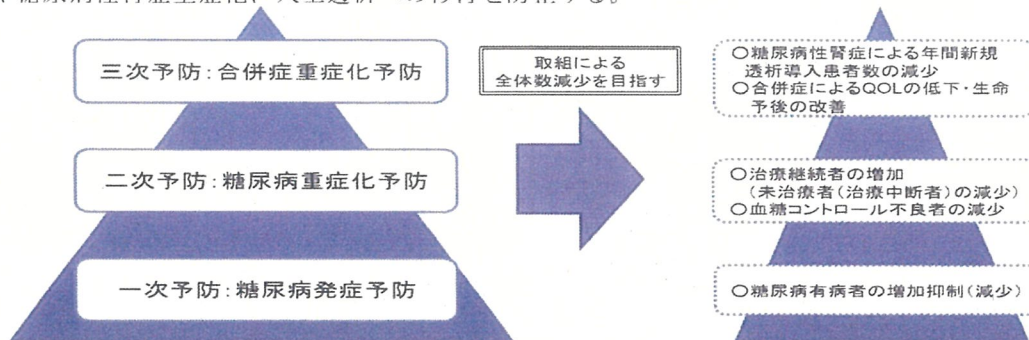 三次予防:合併症重症化予防
二次予防:糖尿病重症化予防
一次予防:糖尿病発症予防
取組による
全体数減少を目指す
○糖尿病性腎症による年間新規
透析導入患者数の減少
○合併症によるQOLの低下・生命
予後の改善
○治療継続者の増加
(未治療者(治療中断者)の減少)
○血糖コントロール不良者の減少
○糖尿病有病者の増加抑制(減少)